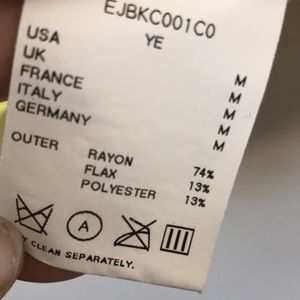 EJBKC001C0
YE
USA M
UK M
FRANCE M
ITALY M
GERMANY M
OUTER RAYON 74%
FLAX 13%
POLYESTER 13%
A
CLEAN SEPARATELY.